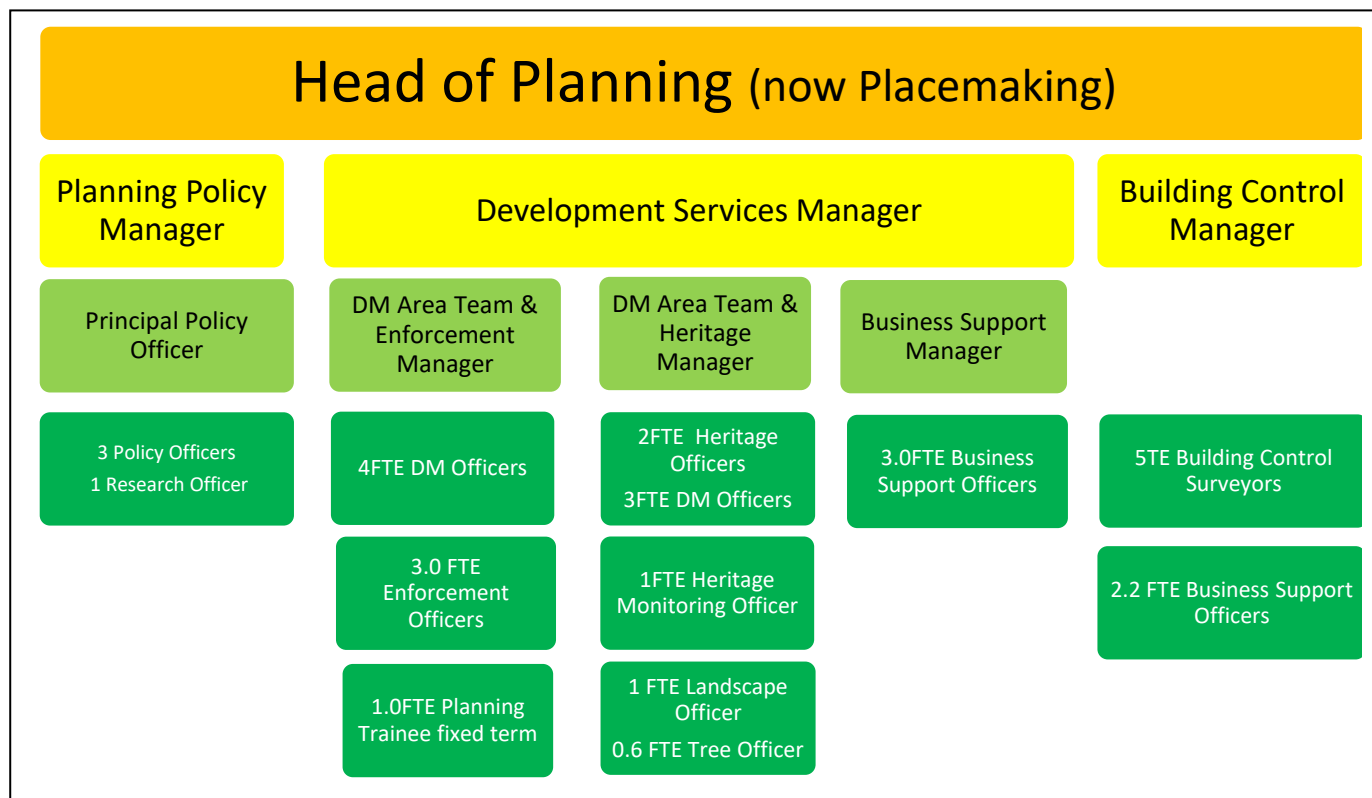 Head of Planning (now Placemaking)
Planning Policy
Manager
Development Services Manager
Building Control
Manager
Principal Policy
Officer
DM Area Team &
Enforcement
Manager
DM Area Team &
Heritage
Manager
Business Support
Manager
3 Policy Officers
1 Research Officer
4FTE DM Officers
2FTE Heritage
Officers
3FTE DM Officers
3.0FTE Business
Support Officers
5TE Building Control
Surveyors
3.0 FTE
Enforcement
Officers
1FTE Heritage
Monitoring Officer
2.2 FTE Business Support
Officers
1.0FTE Planning
Trainee fixed term
1 FTE Landscape
Officer
0.6 FTE Tree Officer